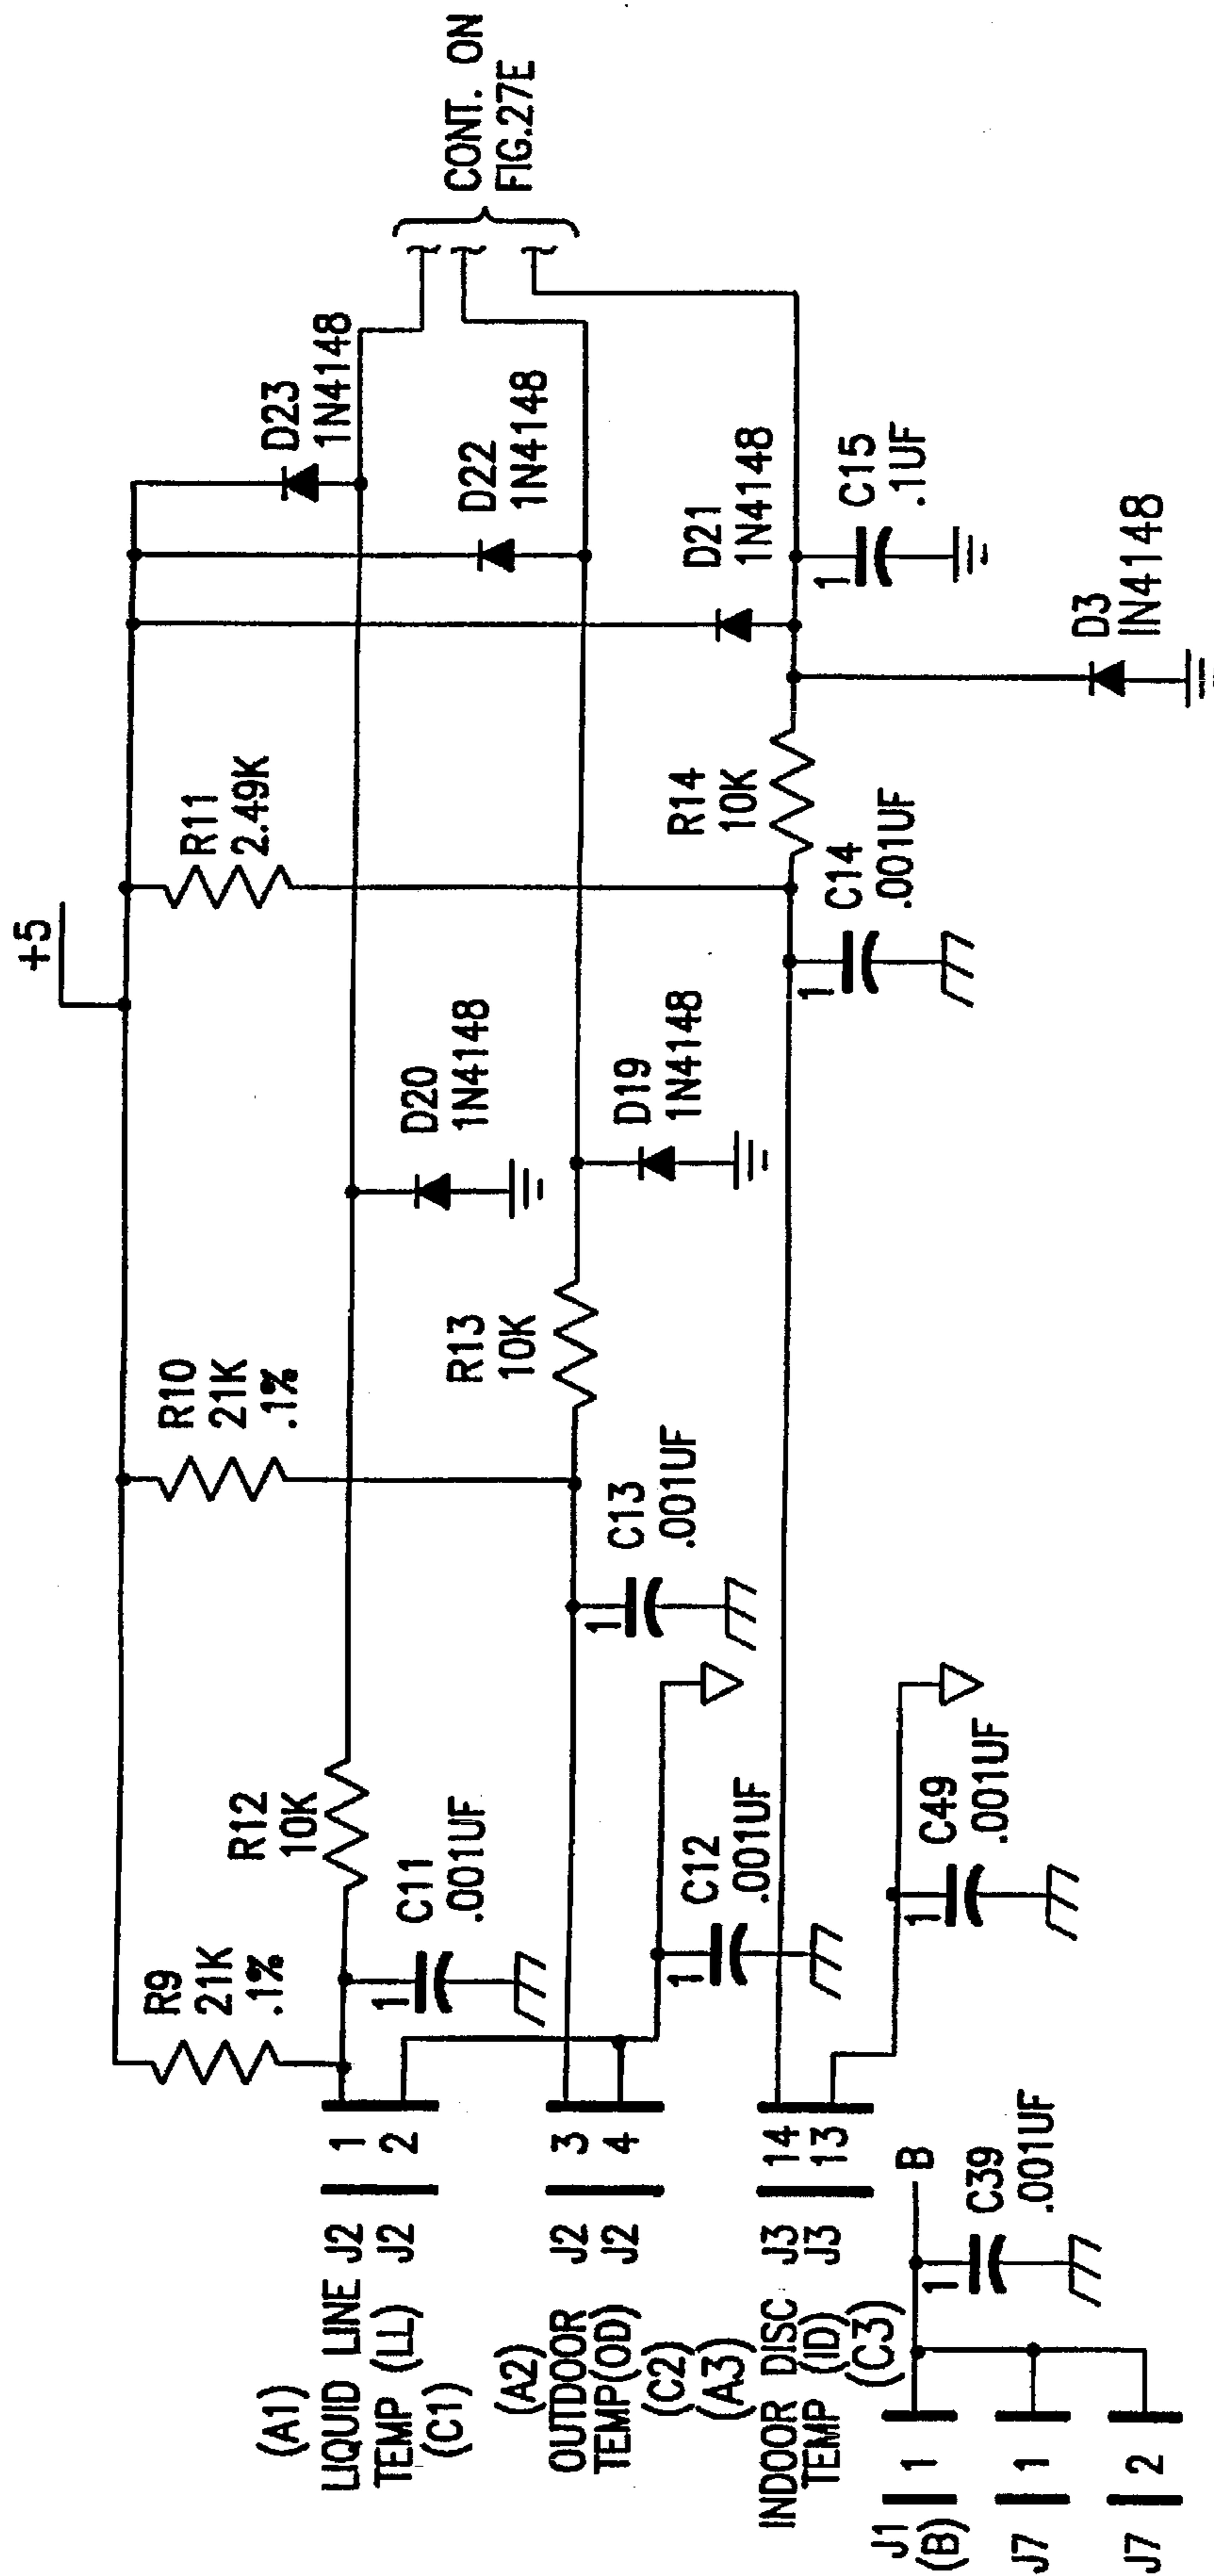 +5
R9
21K
.1%
R10
21K
.1%
R11
2.49K
D23
1N4148
D22
1N4148
D21
1N4148
CONT. ON
FIG.27E
R12
10K
C11
.001UF
1
D20
1N4148
R13
10K
C13
.001UF
1
D19
1N4148
C12
.001UF
1
R14
10K
C14
.001UF
1
C15
.1UF
1
D3
IN4148
C49
.001UF
1
(A1)
LIQUID LINE J2 1
TEMP (LL) J2 2
(C1)
(A2)
OUTDOOR J2 3
TEMP(OD) J2 4
(C2)
(A3)
INDOOR DISC J3 14
TEMP (ID) J3 13
(C3)
J1 1
(B)
B
C39
.001UF
1
J7 1
J7 2